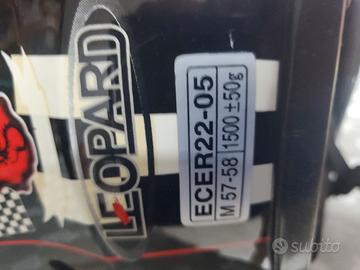 LEOPARD
ECER22-05
M 57-58 1500 ±50g
subito